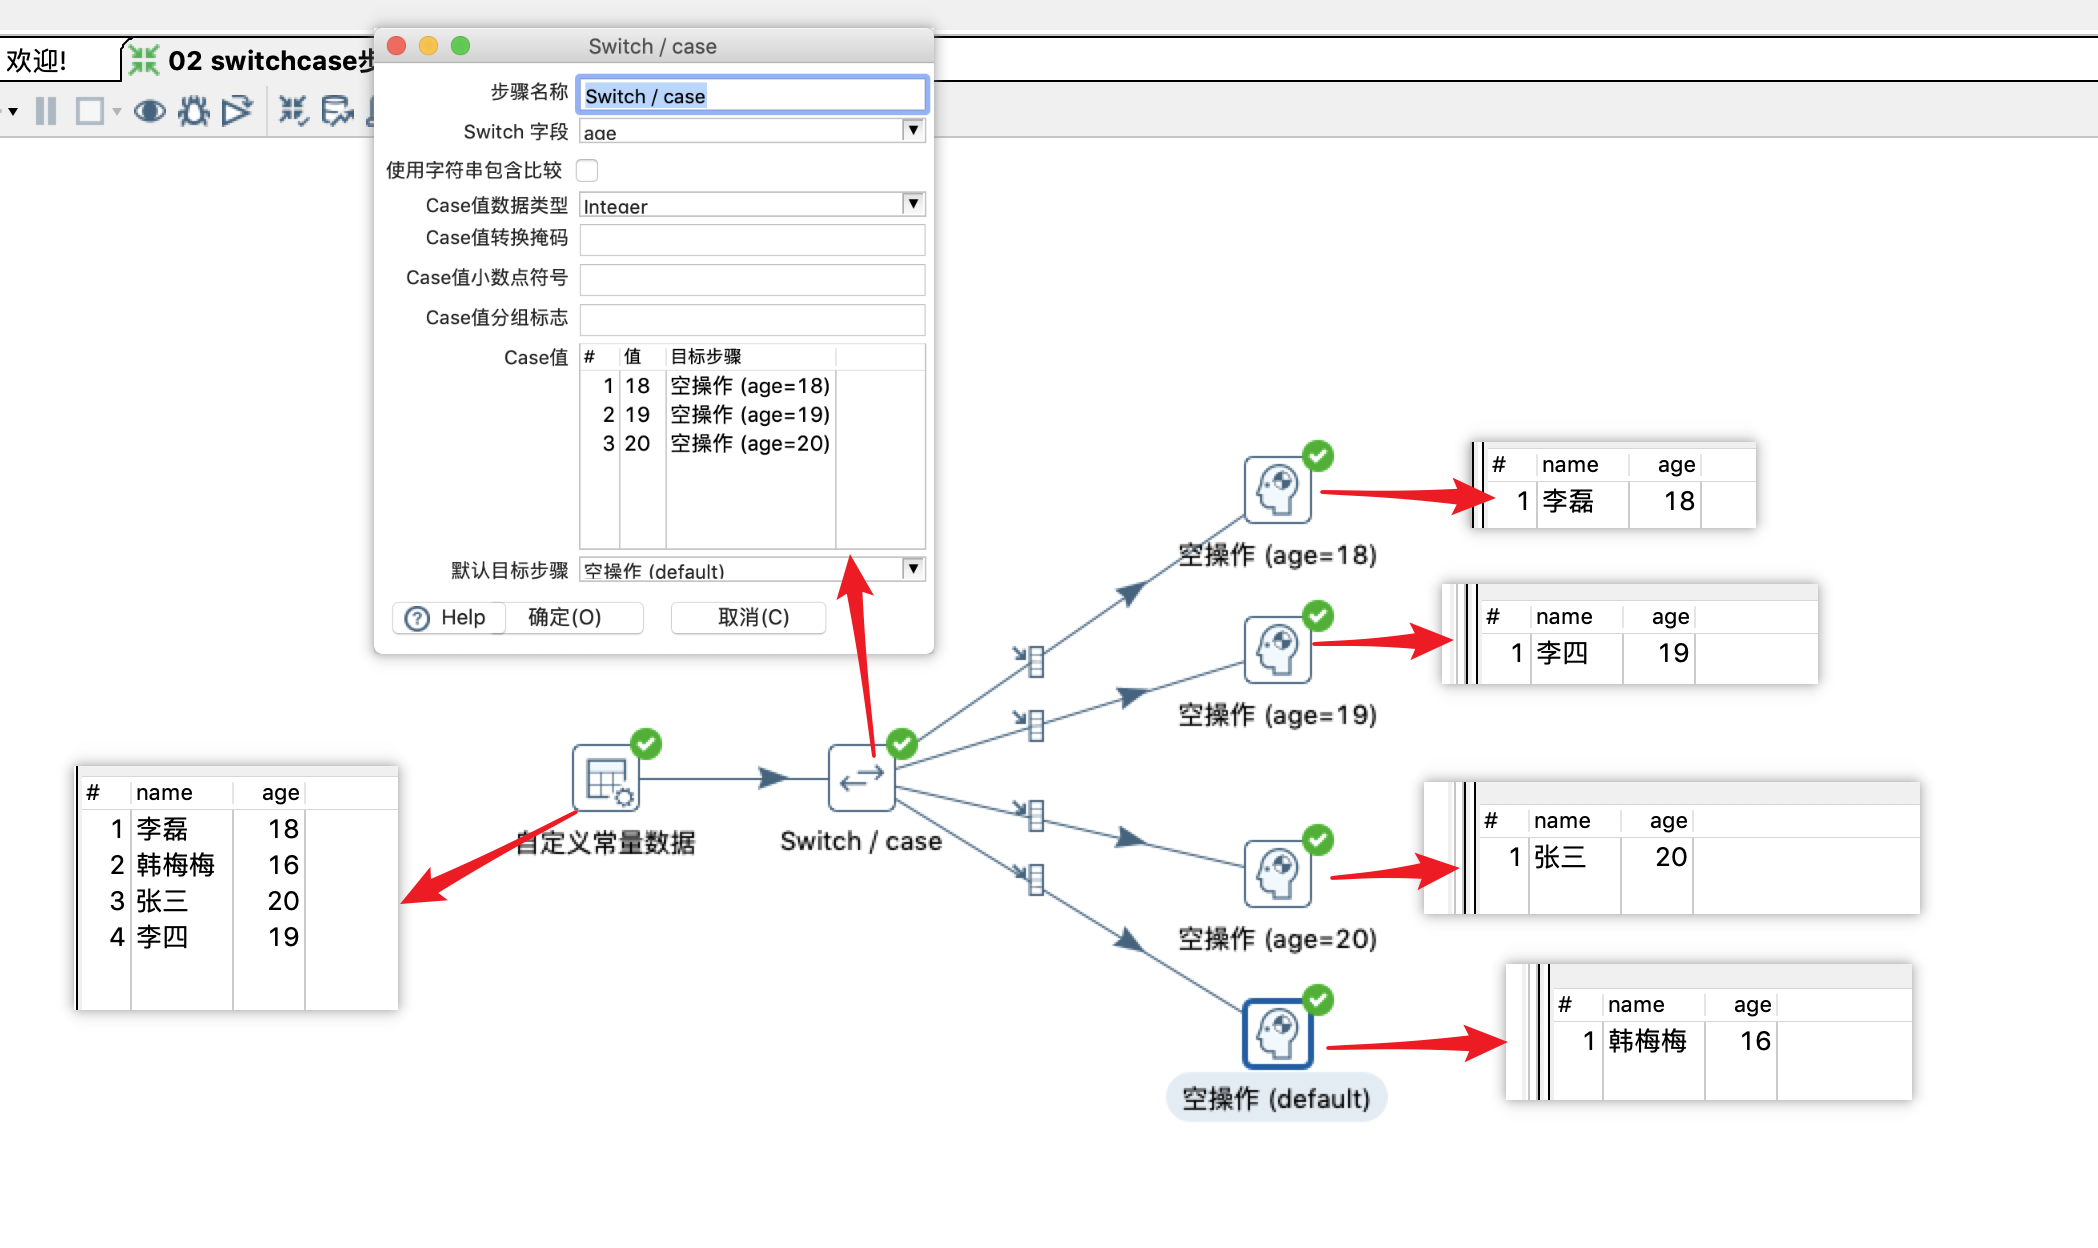 欢迎!
02 switchcase步
Switch / case
步骤名称 Switch / case
Switch 字段 age
使用字符串包含比较
Case值数据类型 Integer
Case值转换掩码
Case值小数点符号
Case值分组标志
Case值 # 值 目标步骤
1 18 空操作 (age=18)
2 19 空操作 (age=19)
3 20 空操作 (age=20)
默认目标步骤 空操作 (default)
Help 确定(O) 取消(C)
# name age
1 李磊 18
空操作 (age=18)
# name age
1 李四 19
空操作 (age=19)
# name age
1 李磊 18
2 韩梅梅 16
3 张三 20
4 李四 19
自定义常量数据
Switch / case
# name age
1 张三 20
空操作 (age=20)
# name age
1 韩梅梅 16
空操作 (default)